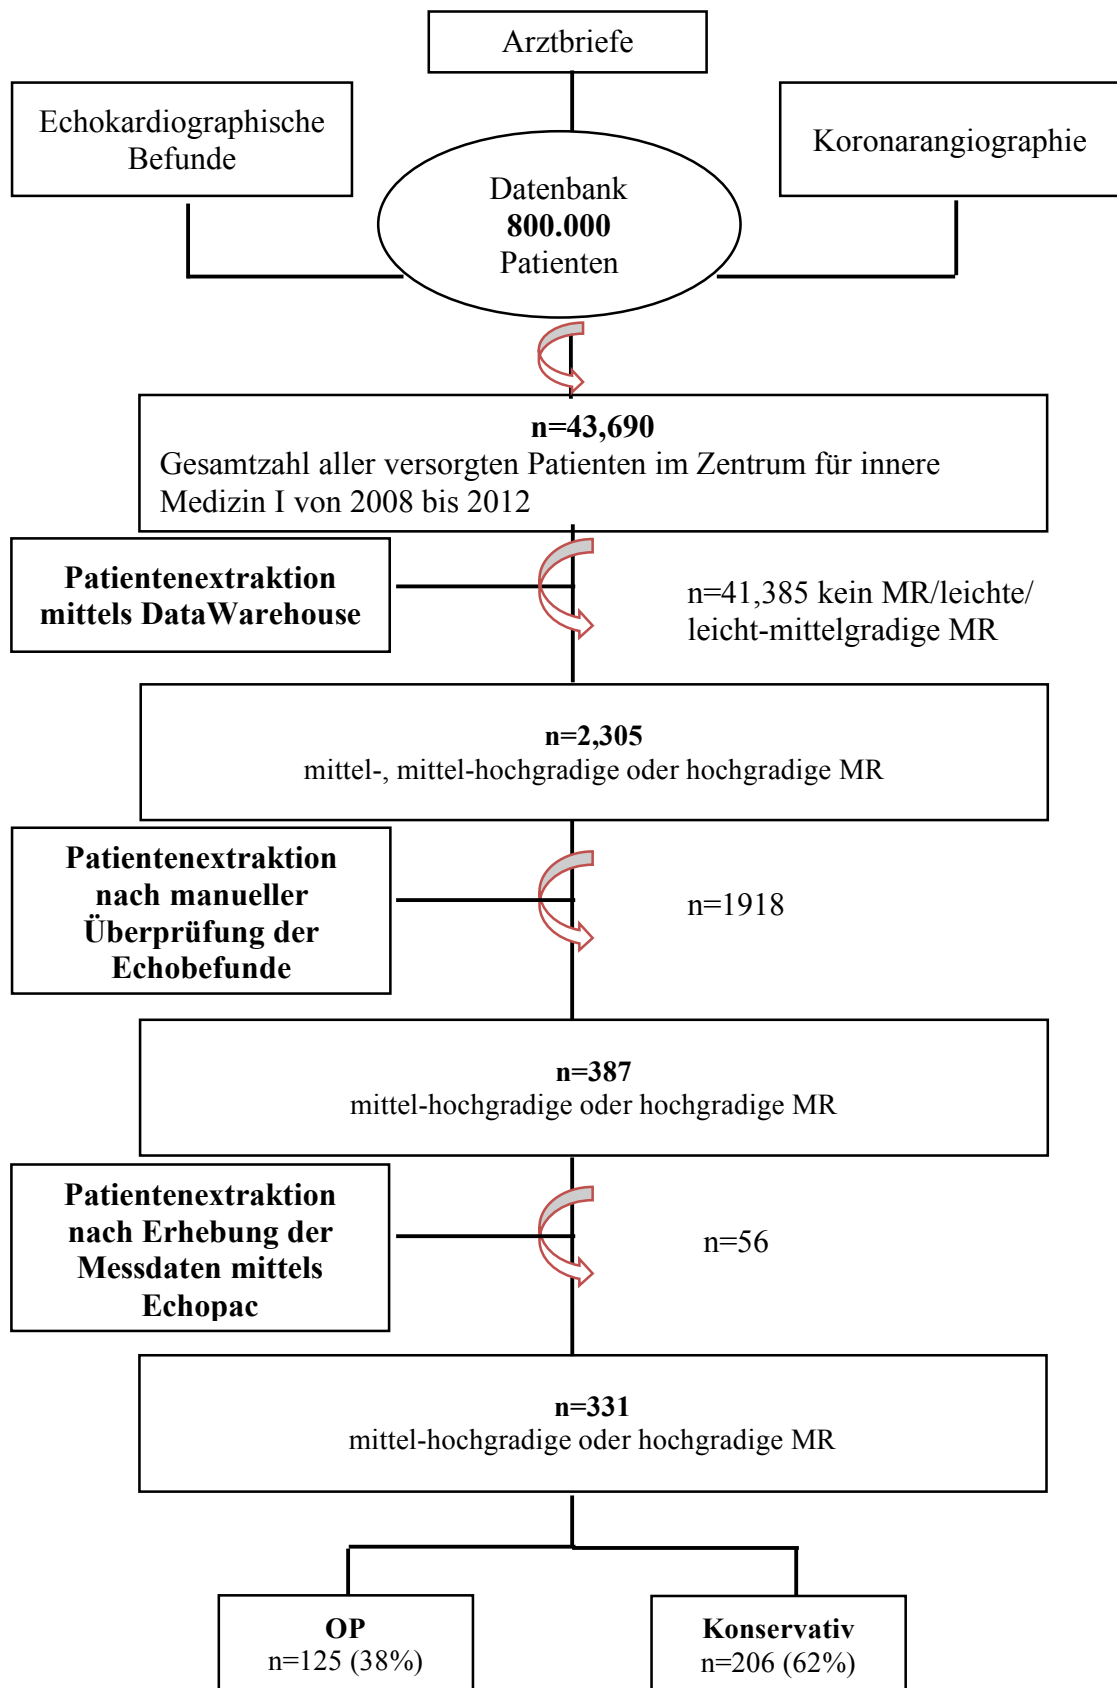 Arztbriefe
Echokardiographische
Befunde
Koronarangiographie
Datenbank
800.000
Patienten
n=43,690
Gesamtzahl aller versorgten Patienten im Zentrum für innere
Medizin I von 2008 bis 2012
Patientenextraktion
mittels DataWarehouse
n=41,385 kein MR/leichte/
leicht-mittelgradige MR
n=2,305
mittel-, mittel-hochgradige oder hochgradige MR
Patientenextraktion
nach manueller
Überprüfung der
Echobefunde
n=1918
n=387
mittel-hochgradige oder hochgradige MR
Patientenextraktion
nach Erhebung der
Messdaten mittels
Echopac
n=56
n=331
mittel-hochgradige oder hochgradige MR
OP
n=125 (38%)
Konservativ
n=206 (62%)